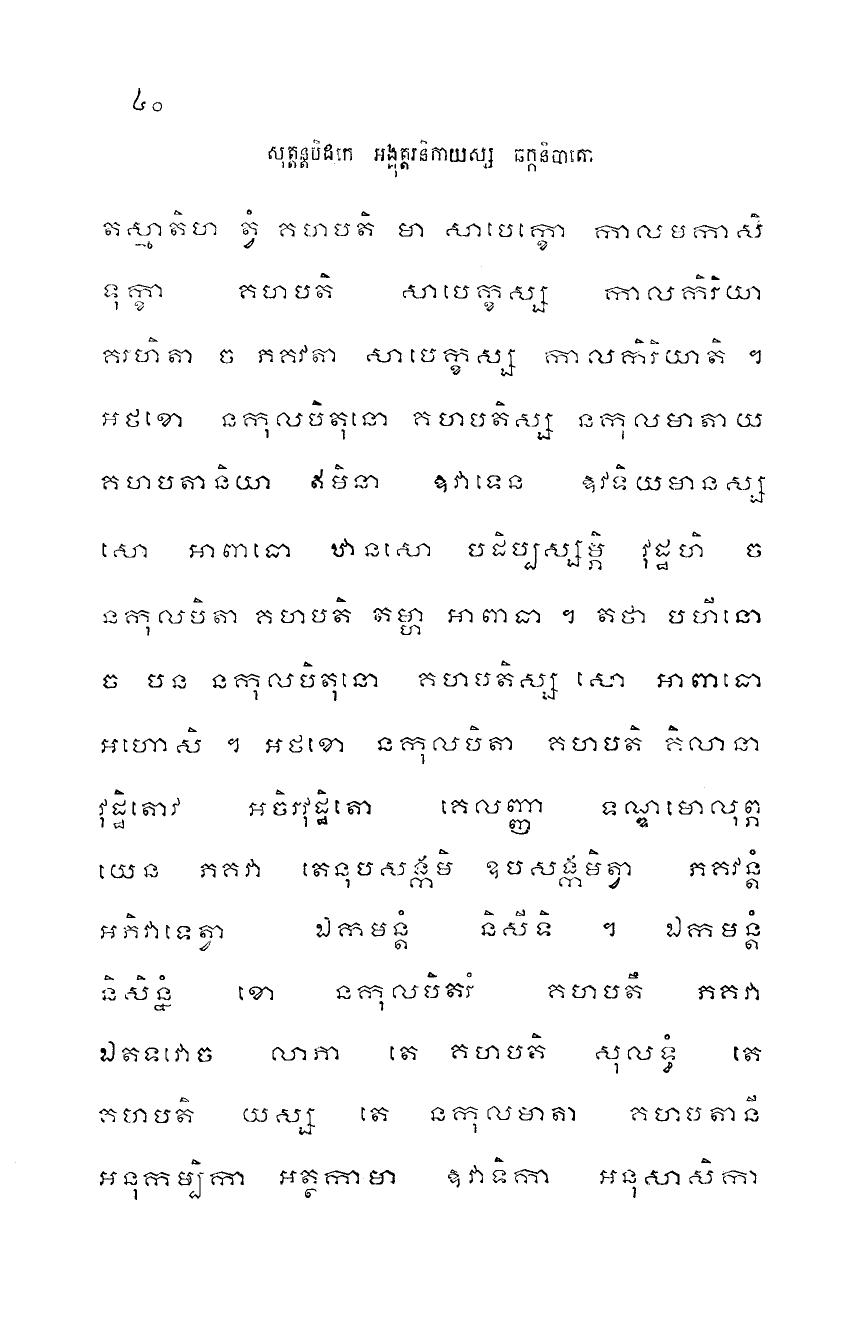 ៤០
សុត្តន្តបិដកេ អង្គុត្តរនិកាយស្ស ឆក្កនិបាតោ
តស្មាតិហ ត្វំ គហបតិ មា សាបេក្ខោ កាលមកាសិ
ទុក្ខា គហបតិ សាបេក្ខស្ស កាលកិរិយា
គរហិតា ច ភគវតា សាបេក្ខស្ស កាលកិរិយាតិ ។
អថខោ នកុលបិតុនោ គហបតិស្ស នកុលមាតាយ
គហបតានិយា ឥមិនា ឱវាទេន ឱវទិយមានស្ស
សោ អាពាធោ ឋានសោ បដិប្បស្សម្ភិ វុដ្ឋហិ ច
នកុលបិតា គហបតិ តម្ហា អាពាធា ។ តថា បហីនោ
ច បន នកុលបិតុនោ គហបតិស្ស សោ អាពាធោ
អហោសិ ។ អថខោ នកុលបិតា គហបតិ គិលានា
វុដ្ឋិតោវ អចិរវុដ្ឋិតោ គេលញ្ញា ទណ្ឌមោលុព្ភ
យេន ភគវា តេនុបសង្កមិ ឧបសង្កមិត្វា ភគវន្តំ
អភិវាទេត្វា ឯកមន្តំ និសីទិ ។ ឯកមន្តំ
និសិន្នំ ខោ នកុលបិតរំ គហបតឹ ភគវា
ឯតទវោច លាភា តេ គហបតិ សុលទ្ធំ តេ
គហបតិ យស្ស តេ នកុលមាតា គហបតានី
អនុកម្បិកា អត្ថកាមា ឱវាទិកា អនុសាសិកា